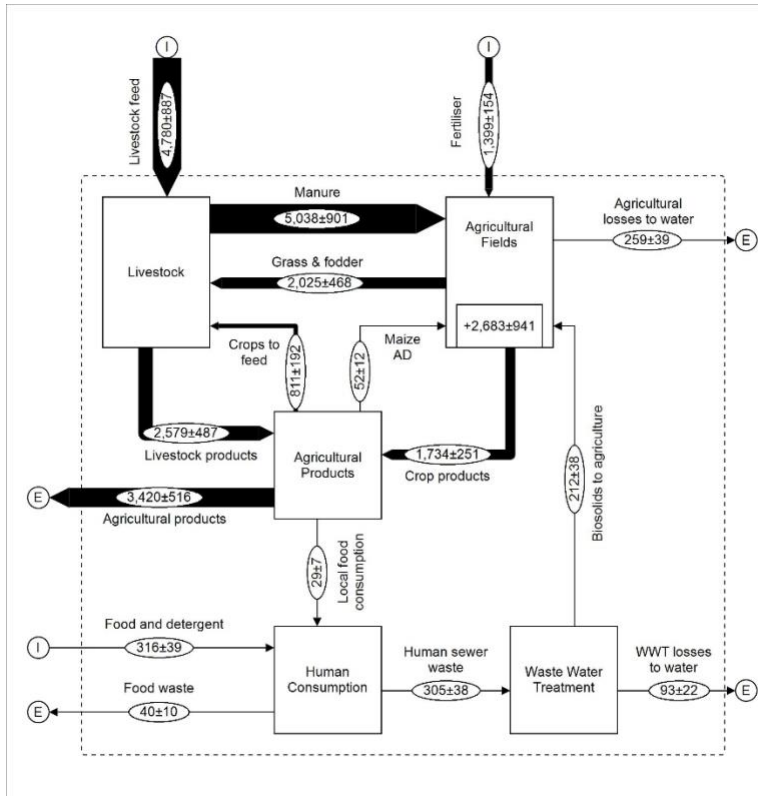 I
I
Livestock feed
4,780±887
Fertiliser
1,399±154
Manure
5,038±901
Livestock
Agricultural
Fields
+2,683±941
Agricultural
losses to water
259±39
E
Grass & fodder
2,025±468
Crops to
feed
811±192
52±12
Maize
AD
2,579±487
Livestock products
Agricultural
Products
1,734±251
Crop products
212±38
Biosolids to agriculture
E
3,420±516
Agricultural products
29±7
Local food
consumption
Food and detergent
I
316±39
Human
Consumption
Human sewer
waste
305±38
Waste Water
Treatment
WWT losses
to water
93±22
E
Food waste
E
40±10